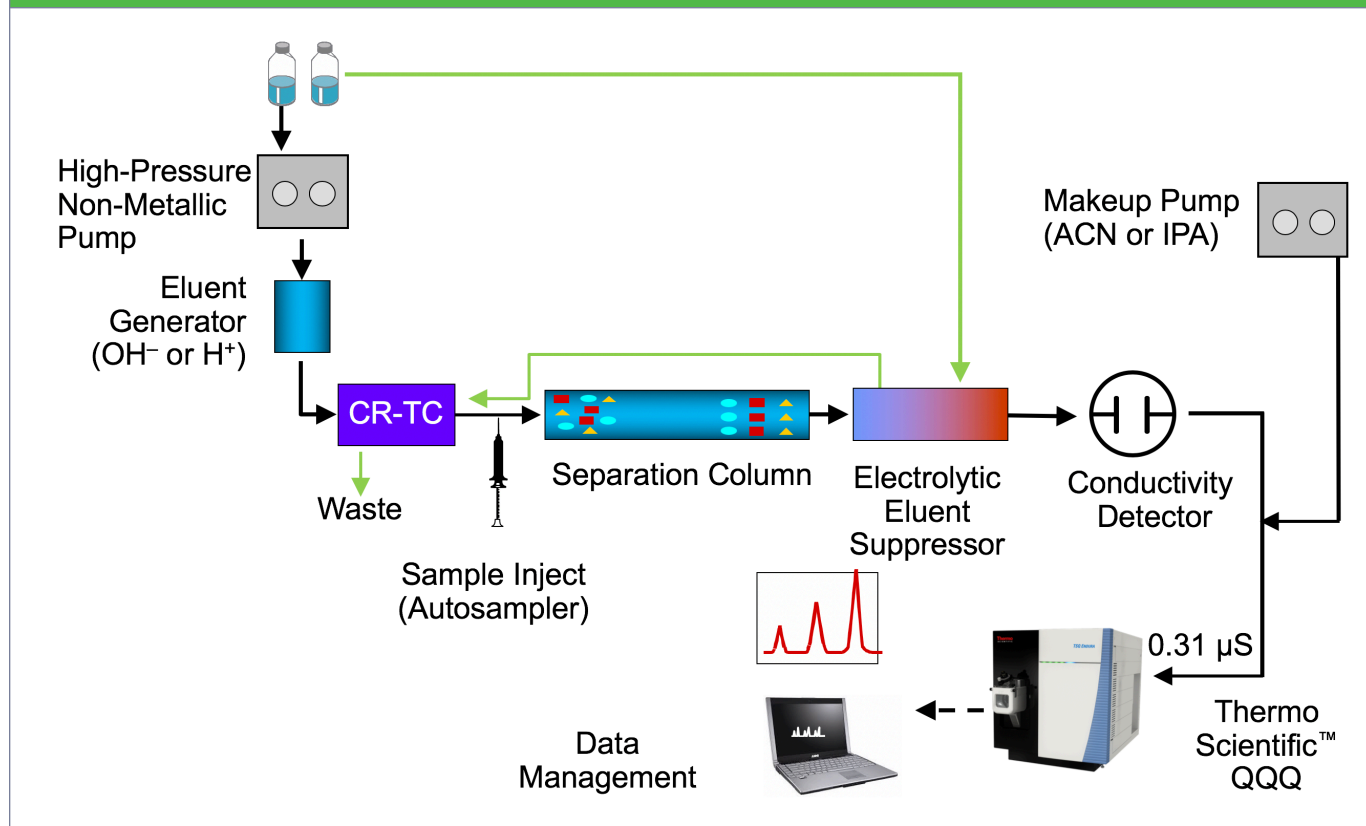 High-Pressure
Non-Metallic
Pump
Makeup Pump
(ACN or IPA)
Eluent
Generator
(OH– or H+)
CR-TC
Waste
Separation Column
Electrolytic
Eluent
Suppressor
Conductivity
Detector
Sample Inject
(Autosampler)
0.31 µS
Thermo
Scientific™
QQQ
Data
Management